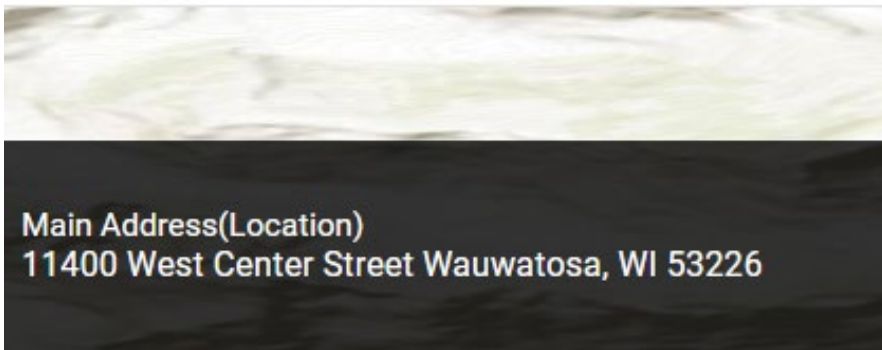 Main Address(Location)
11400 West Center Street Wauwatosa, WI 53226